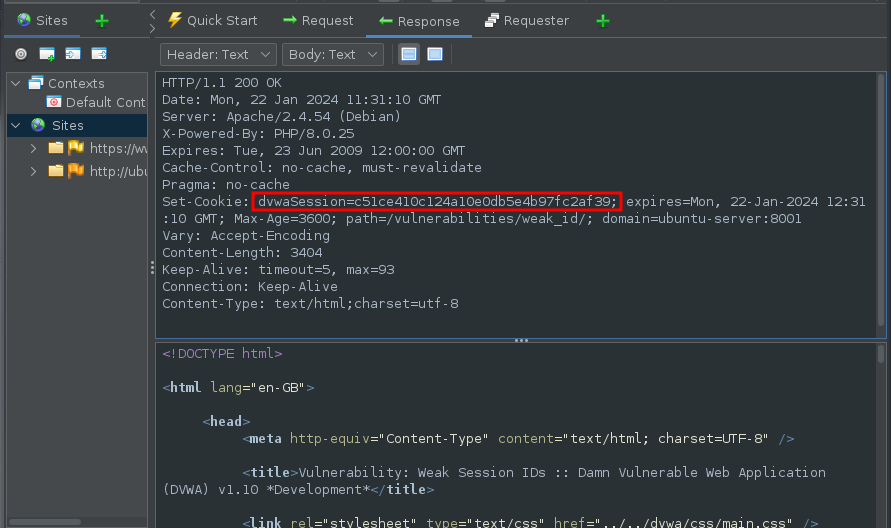 Sites
Quick Start
Request
Response
Requester
Header: Text
Body: Text
Contexts
Default Cont
Sites
https://w
http://ubu
HTTP/1.1 200 OK
Date: Mon, 22 Jan 2024 11:31:10 GMT
Server: Apache/2.4.54 (Debian)
X-Powered-By: PHP/8.0.25
Expires: Tue, 23 Jun 2009 12:00:00 GMT
Cache-Control: no-cache, must-revalidate
Pragma: no-cache
Set-Cookie: dvwaSession=c51ce410c124a10e0db5e4b97fc2af39; expires=Mon, 22-Jan-2024 12:31
:10 GMT; Max-Age=3600; path=/vulnerabilities/weak_id/; domain=ubuntu-server:8001
Vary: Accept-Encoding
Content-Length: 3404
Keep-Alive: timeout=5, max=93
Connection: Keep-Alive
Content-Type: text/html;charset=utf-8
<!DOCTYPE html>
<html lang="en-GB">
<head>
<meta http-equiv="Content-Type" content="text/html; charset=UTF-8" />
<title>Vulnerability: Weak Session IDs :: Damn Vulnerable Web Application
(DVWA) v1.10 *Development*</title>
<link rel="stylesheet" type="text/css" href="../../dvwa/css/main.css" />